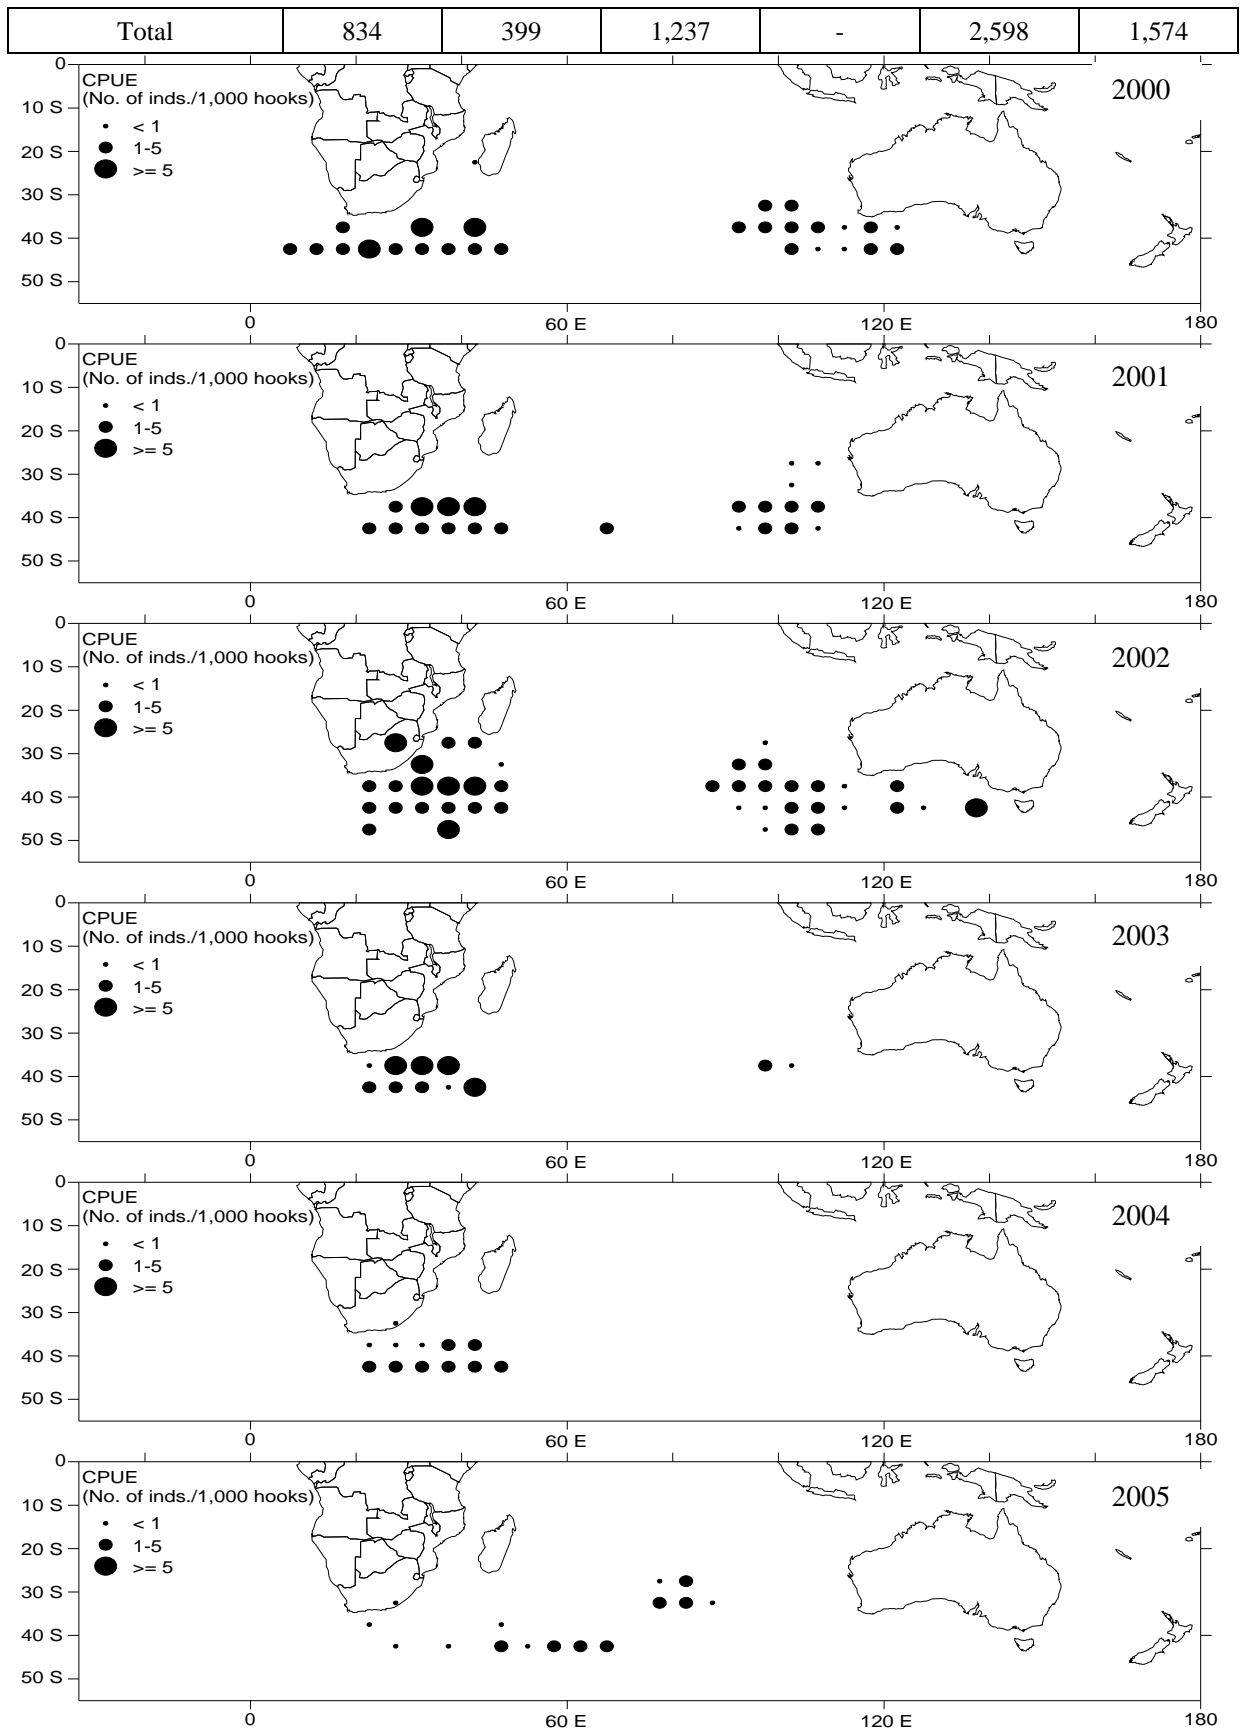 Total 834 399 1,237 - 2,598 1,574
0
CPUE
2000
(No. of inds./1,000 hooks)
10 S
< 1
1-5
20 S
>= 5
30 S
40 S
50 S
0 60 E 120 E 180
0
CPUE
2001
(No. of inds./1,000 hooks)
10 S
< 1
1-5
20 S
>= 5
30 S
40 S
50 S
0 60 E 120 E 180
0
CPUE
2002
(No. of inds./1,000 hooks)
10 S
< 1
1-5
20 S
>= 5
30 S
40 S
50 S
0 60 E 120 E 180
0
CPUE
2003
(No. of inds./1,000 hooks)
10 S
< 1
1-5
20 S
>= 5
30 S
40 S
50 S
0 60 E 120 E 180
0
CPUE
2004
(No. of inds./1,000 hooks)
10 S
< 1
1-5
20 S
>= 5
30 S
40 S
50 S
0 60 E 120 E 180
0
CPUE
2005
(No. of inds./1,000 hooks)
10 S
< 1
1-5
20 S
>= 5
30 S
40 S
50 S
0 60 E 120 E 180